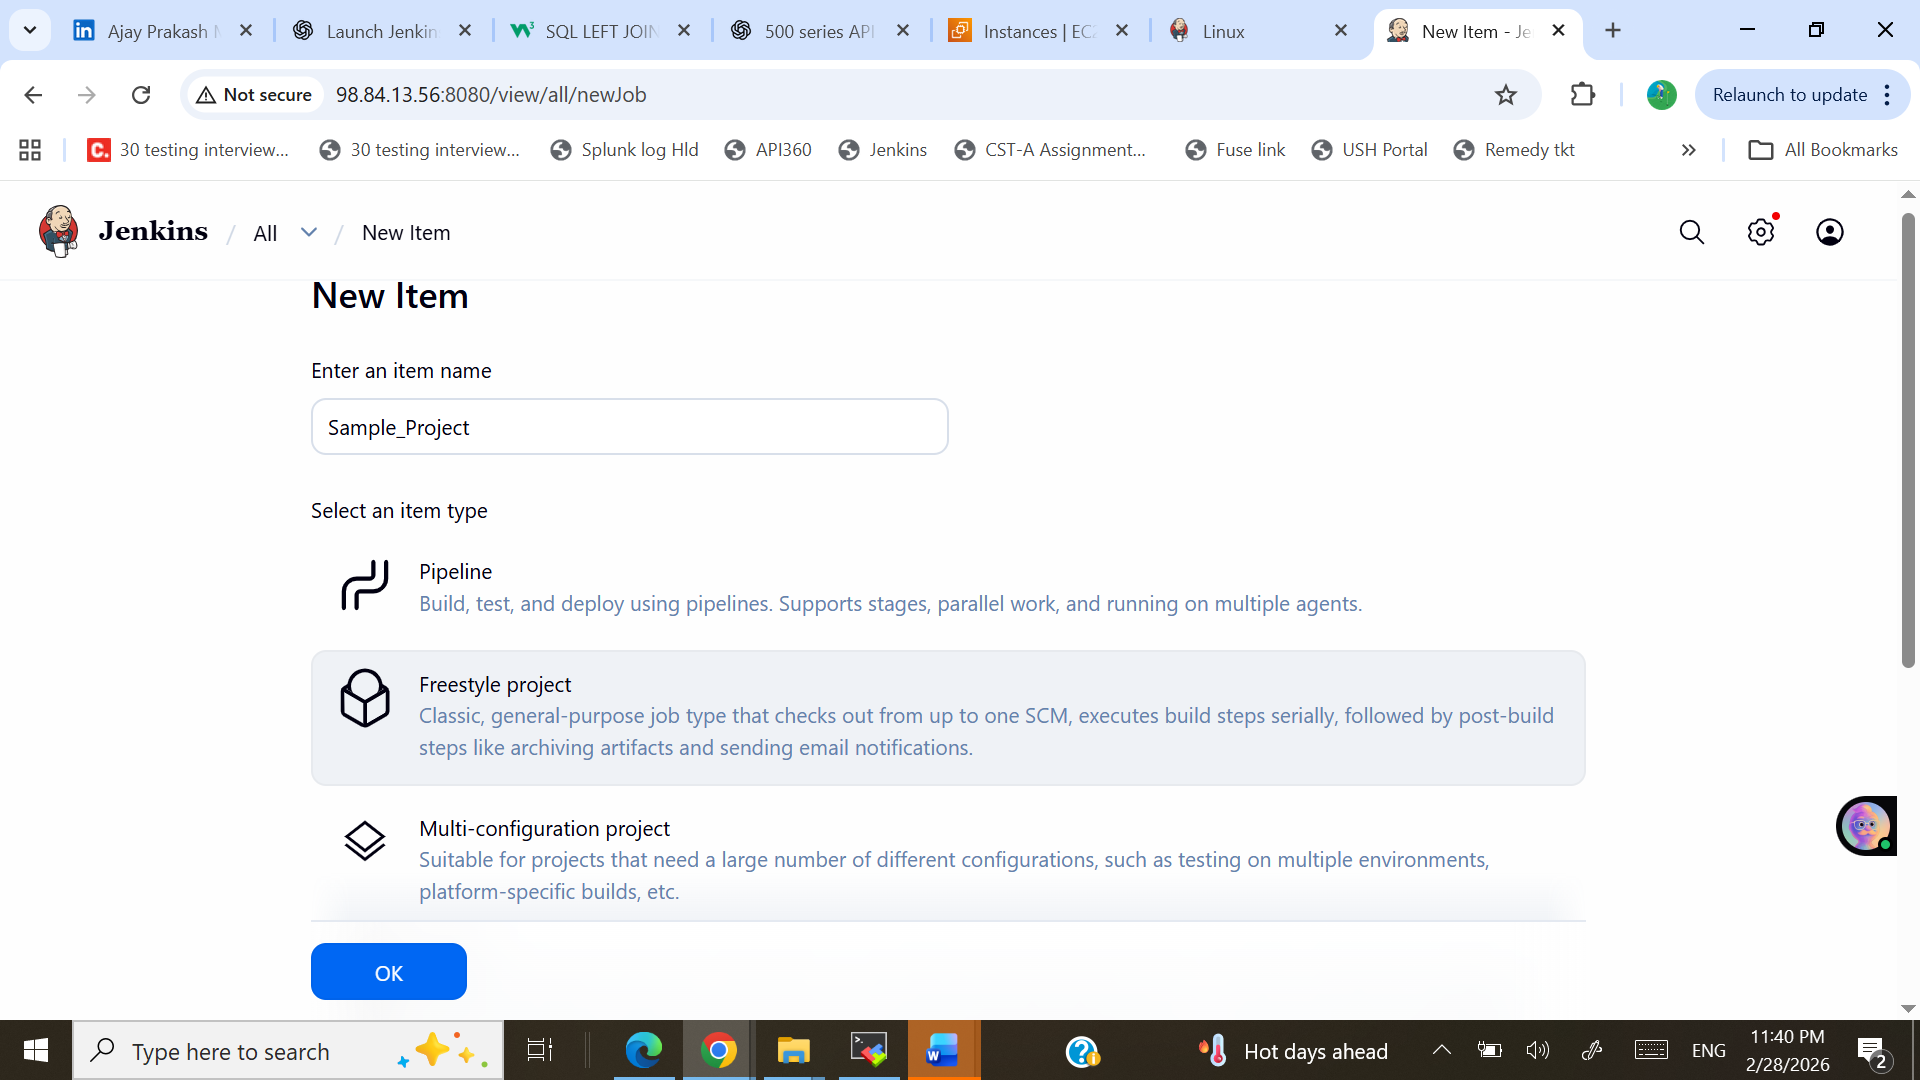 Ajay Prakash M
Launch Jenkin
W³ SQL LEFT JOIN
500 series API
Instances | EC2
Linux
New Item - Je
Not secure
98.84.13.56:8080/view/all/newJob
Relaunch to update
C. 30 testing interview...
30 testing interview...
Splunk log Hld
API360
Jenkins
CST-A Assignment...
Fuse link
USH Portal
Remedy tkt
»
All Bookmarks
Jenkins / All / New Item
New Item
Enter an item name
Sample_Project
Select an item type
Pipeline
Build, test, and deploy using pipelines. Supports stages, parallel work, and running on multiple agents.
Freestyle project
Classic, general-purpose job type that checks out from up to one SCM, executes build steps serially, followed by post-build
steps like archiving artifacts and sending email notifications.
Multi-configuration project
Suitable for projects that need a large number of different configurations, such as testing on multiple environments,
platform-specific builds, etc.
OK
Type here to search
Hot days ahead
ENG
11:40 PM
2/28/2026
2